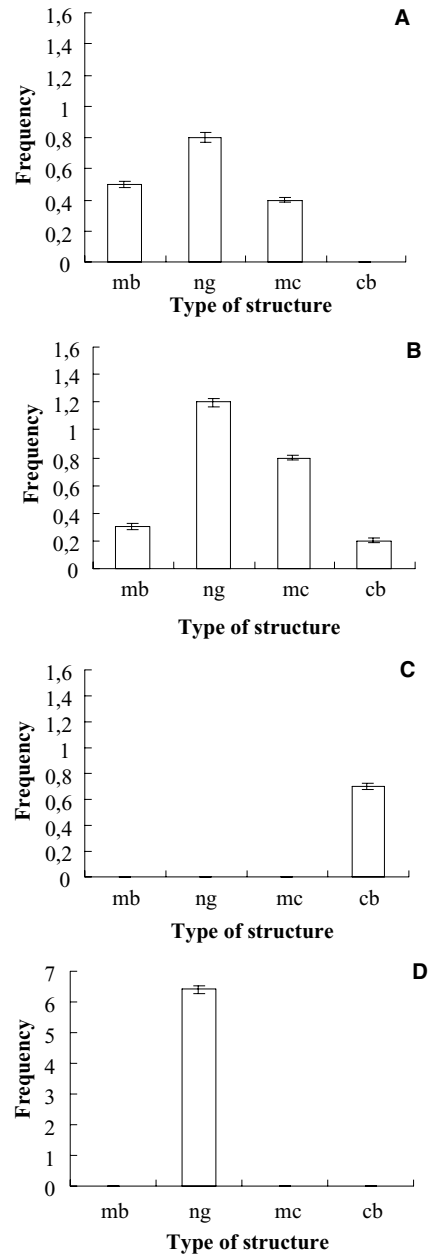 A
1,6
1,4
1,2
1
0,8
0,6
0,4
0,2
0
Frequency
mb ng mc cb
Type of structure
B
1,6
1,4
1,2
1
0,8
0,6
0,4
0,2
0
Frequency
mb ng mc cb
Type of structure
C
1,6
1,4
1,2
1
0,8
0,6
0,4
0,2
0
Frequency
mb ng mc cb
Type of structure
D
7
6
5
4
3
2
1
0
Frequency
mb ng mc cb
Type of structure